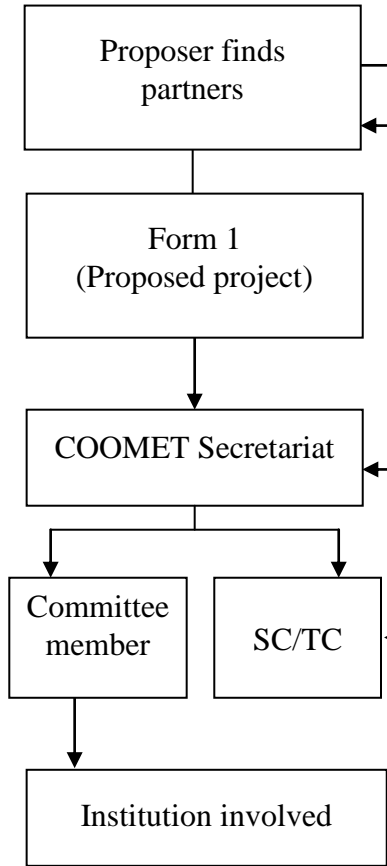 Proposer finds
partners
Form 1
(Proposed project)
COOMET Secretariat
Committee
member
SC/TC
Institution involved